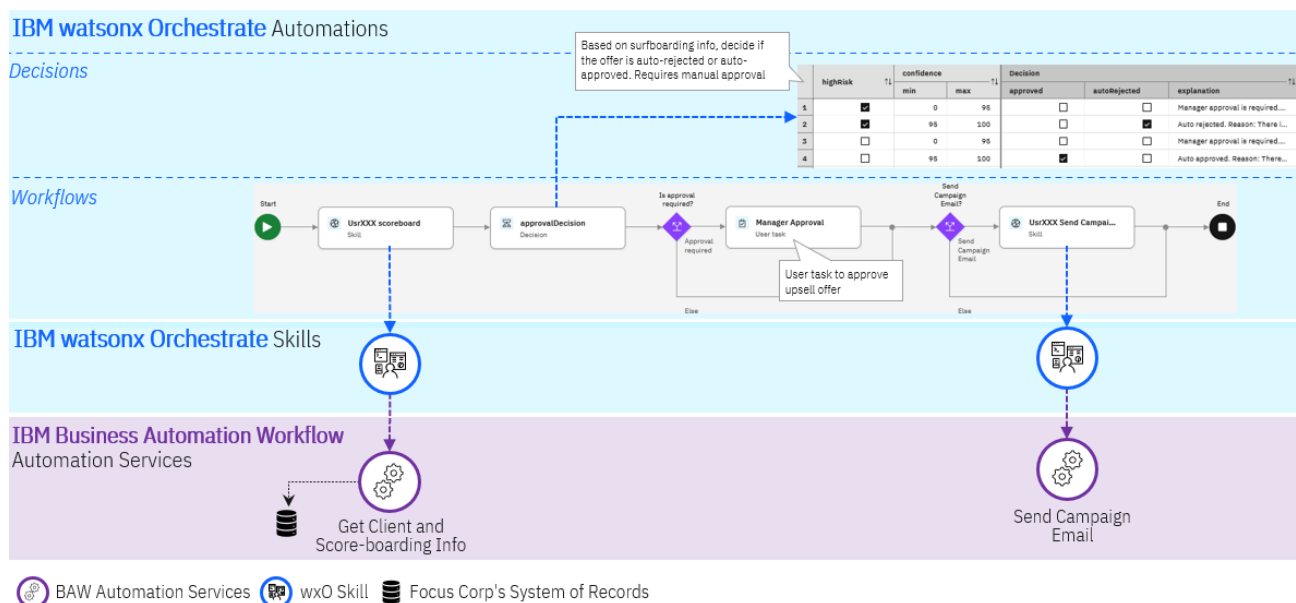 IBM watsonx Orchestrate Automations
Based on surfboarding info, decide if
the offer is auto-rejected or auto-
approved. Requires manual approval
Decisions
highRisk
confidence
Decision
min
max
approved
autoRejected
explanation
1
0
95
Manager approval is required....
2
95
100
Auto rejected. Reason: There i...
3
0
95
Manager approval is required....
4
95
100
Auto approved. Reason: There...
Workflows
Start
UsrXXX scoreboard
Skill
approvalDecision
Decision
Is approval
required?
Approval
required
Else
Manager Approval
User task
User task to approve
upsell offer
Send
Campaign
Email?
Send
Campaign
Email
Else
UsrXXX Send Campai...
Skill
End
IBM watsonx Orchestrate Skills
IBM Business Automation Workflow
Automation Services
Get Client and
Score-boarding Info
Send Campaign
Email
BAW Automation Services
wxO Skill
Focus Corp's System of Records